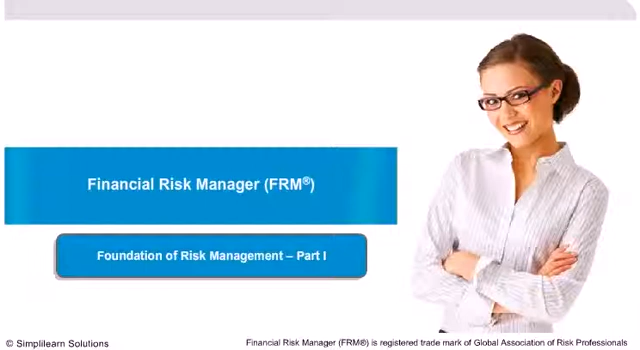 Financial Risk Manager (FRM®)
Foundation of Risk Management – Part I
© Simplilearn Solutions
Financial Risk Manager (FRM®) is registered trade mark of Global Association of Risk Professionals